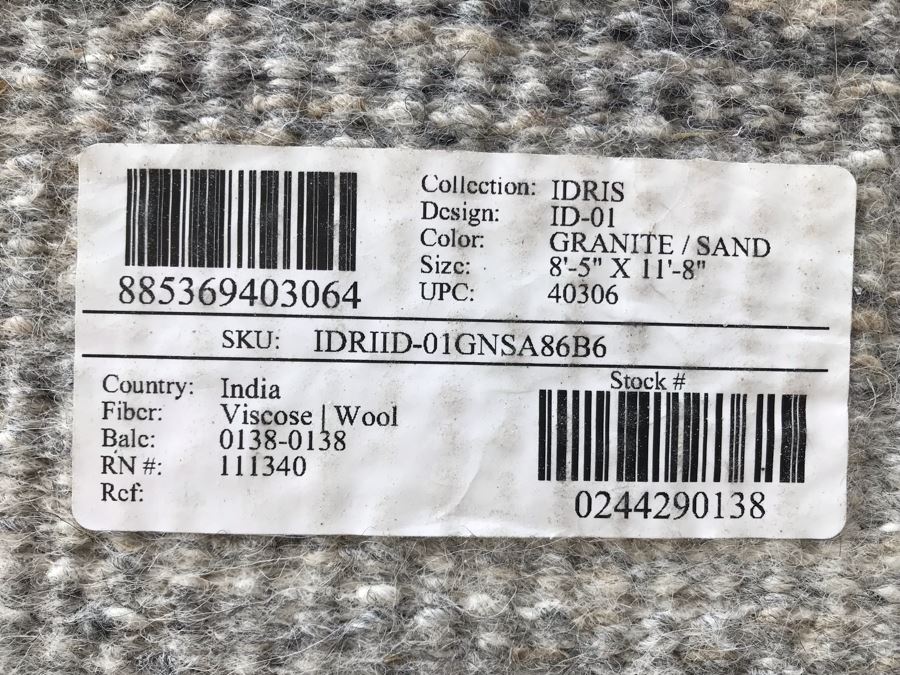 885369403064
Collection: IDRIS
Design: ID-01
Color: GRANITE / SAND
Size: 8'-5" X 11'-8"
UPC: 40306
SKU: IDRIID-01GNSA86B6
Country: India
Fiber: Viscose | Wool
Bale: 0138-0138
RN #: 111340
Ref:
Stock #
0244290138